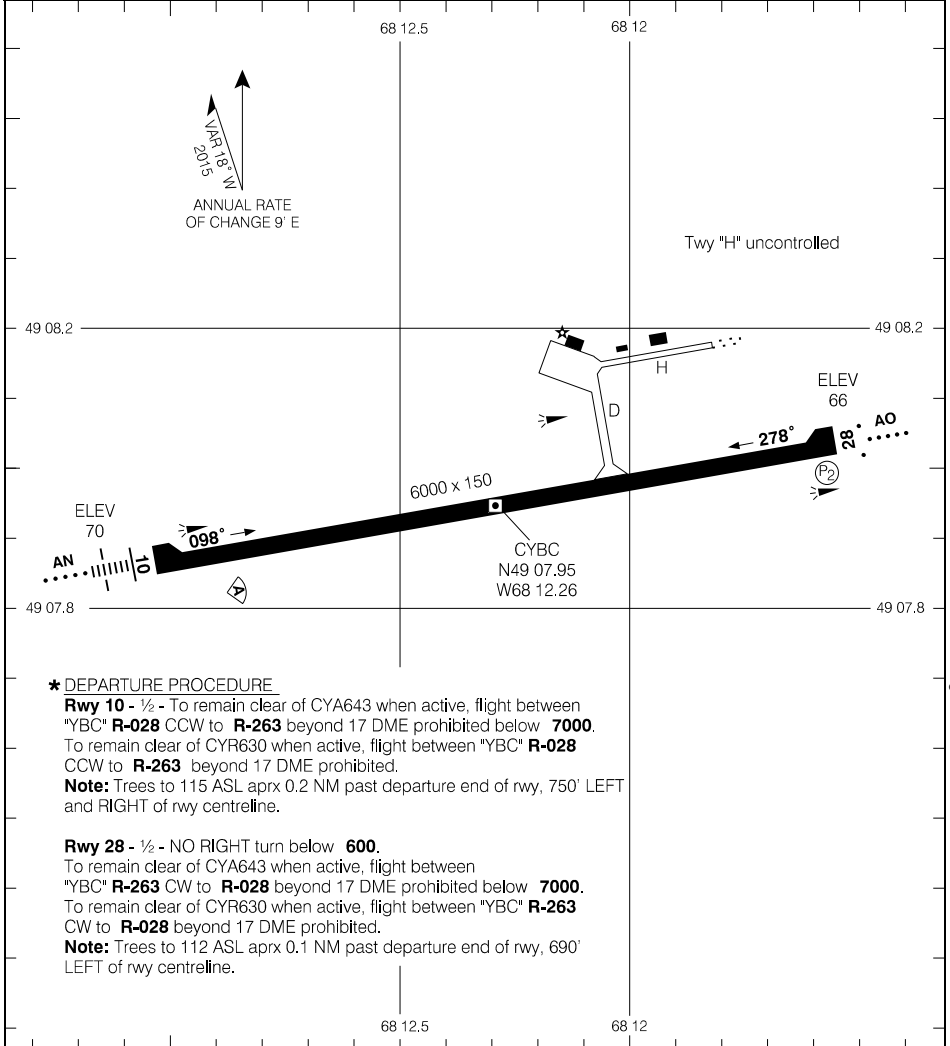 68 12.5
68 12
VAR 18° W
2015
ANNUAL RATE
OF CHANGE 9' E
Twy "H" uncontrolled
49 08.2
49 08.2
H
ELEV
66
D
AO
28
278°
P2
6000 x 150
ELEV
70
098°
AN
10
A
CYBC
N49 07.95
W68 12.26
49 07.8
49 07.8
* DEPARTURE PROCEDURE
Rwy 10 - ½ - To remain clear of CYA643 when active, flight between
"YBC" R-028 CCW to R-263 beyond 17 DME prohibited below 7000.
To remain clear of CYR630 when active, flight between "YBC" R-028
CCW to R-263 beyond 17 DME prohibited.
Note: Trees to 115 ASL aprx 0.2 NM past departure end of rwy, 750' LEFT
and RIGHT of rwy centreline.
Rwy 28 - ½ - NO RIGHT turn below 600.
To remain clear of CYA643 when active, flight between
"YBC" R-263 CW to R-028 beyond 17 DME prohibited below 7000.
To remain clear of CYR630 when active, flight between "YBC" R-263
CW to R-028 beyond 17 DME prohibited.
Note: Trees to 112 ASL aprx 0.1 NM past departure end of rwy, 690'
LEFT of rwy centreline.
68 12.5
68 12